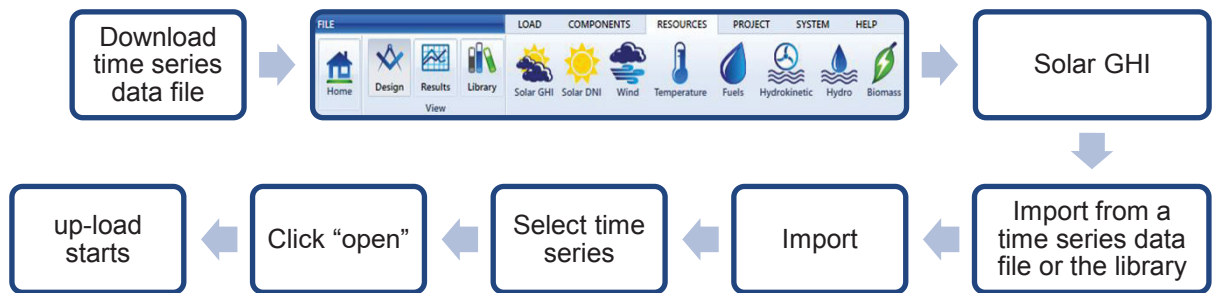 Download
time series
data file
FILE
LOAD COMPONENTS RESOURCES PROJECT SYSTEM HELP
Home
Design Results Library
View
Solar GHI Solar DNI Wind Temperature Fuels Hydrokinetic Hydro Biomass
Solar GHI
Import from a
time series data
file or the library
Import
Select time
series
Click “open”
up-load
starts